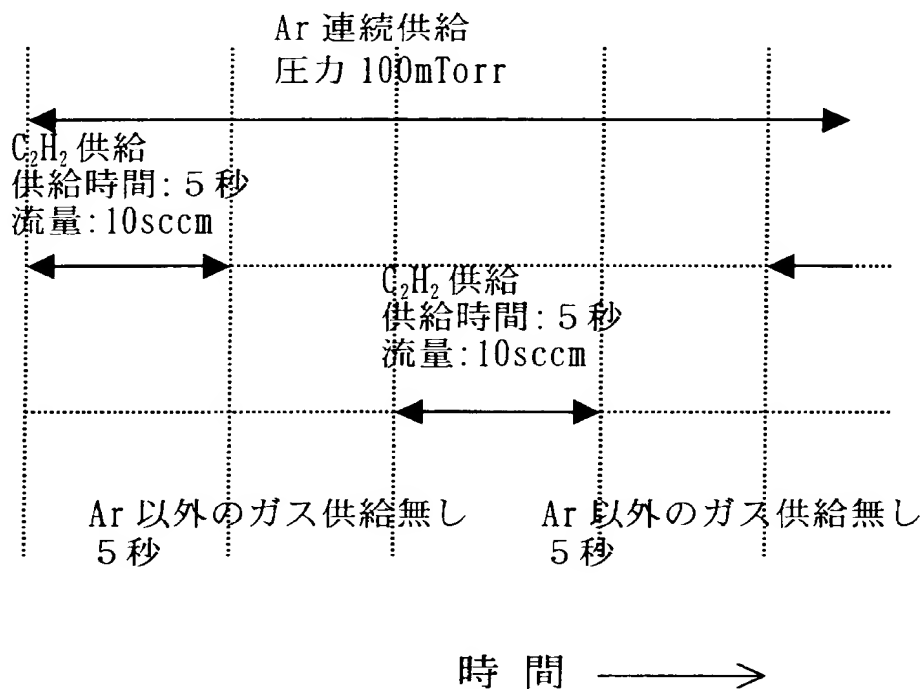 Ar 連続供給
圧力 100mTorr
C₂H₂ 供給
供給時間: 5秒
流量: 10sccm
C₂H₂ 供給
供給時間: 5秒
流量: 10sccm
Ar 以外のガス供給無し
5秒
Ar 以外のガス供給無し
5秒
時 間